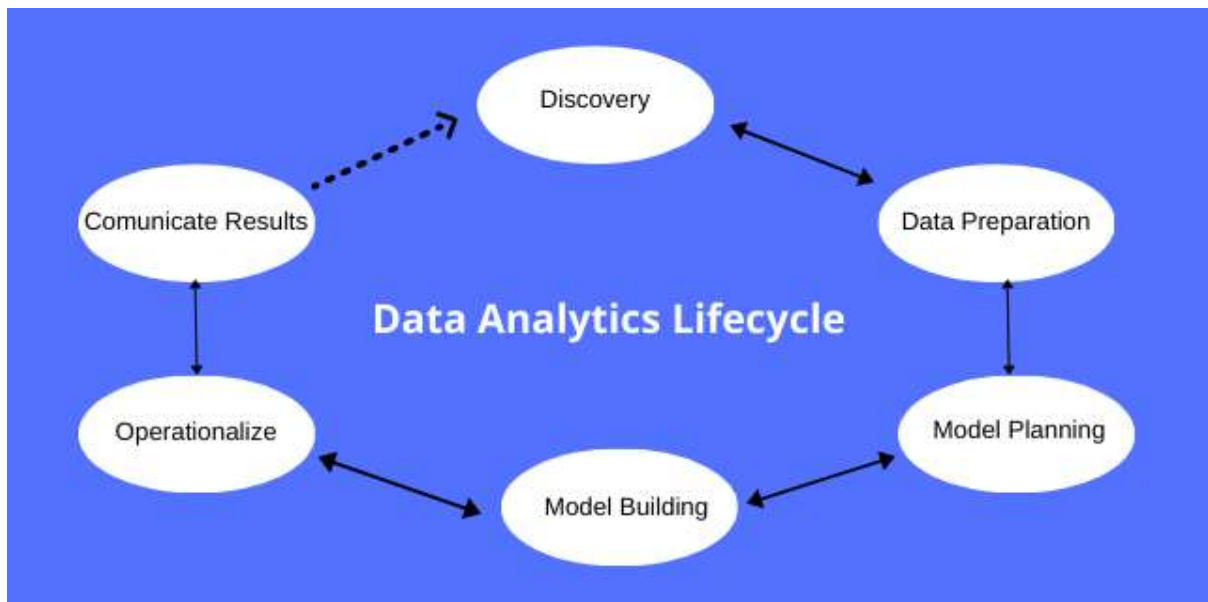 Discovery
Data Preparation
Model Planning
Model Building
Operationalize
Comunicate Results
Data Analytics Lifecycle